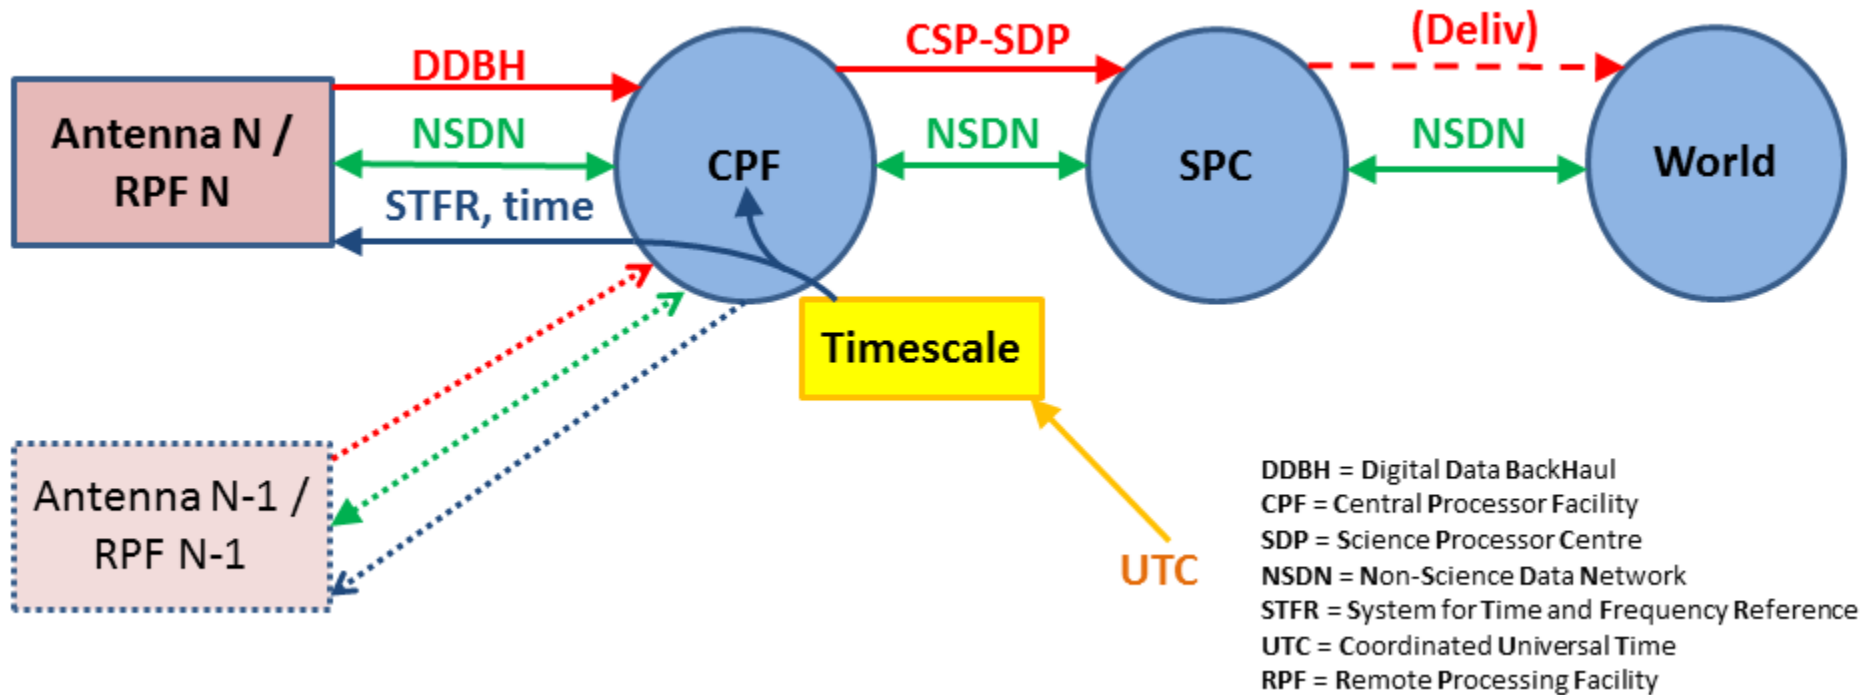 DDBH
CSP-SDP
(Deliv)
Antenna N /
RPF N
NSDN
CPF
NSDN
SPC
NSDN
World
STFR, time
Timescale
Antenna N-1 /
RPF N-1
UTC
DDBH = Digital Data BackHaul
CPF = Central Processor Facility
SDP = Science Processor Centre
NSDN = Non-Science Data Network
STFR = System for Time and Frequency Reference
UTC = Coordinated Universal Time
RPF = Remote Processing Facility